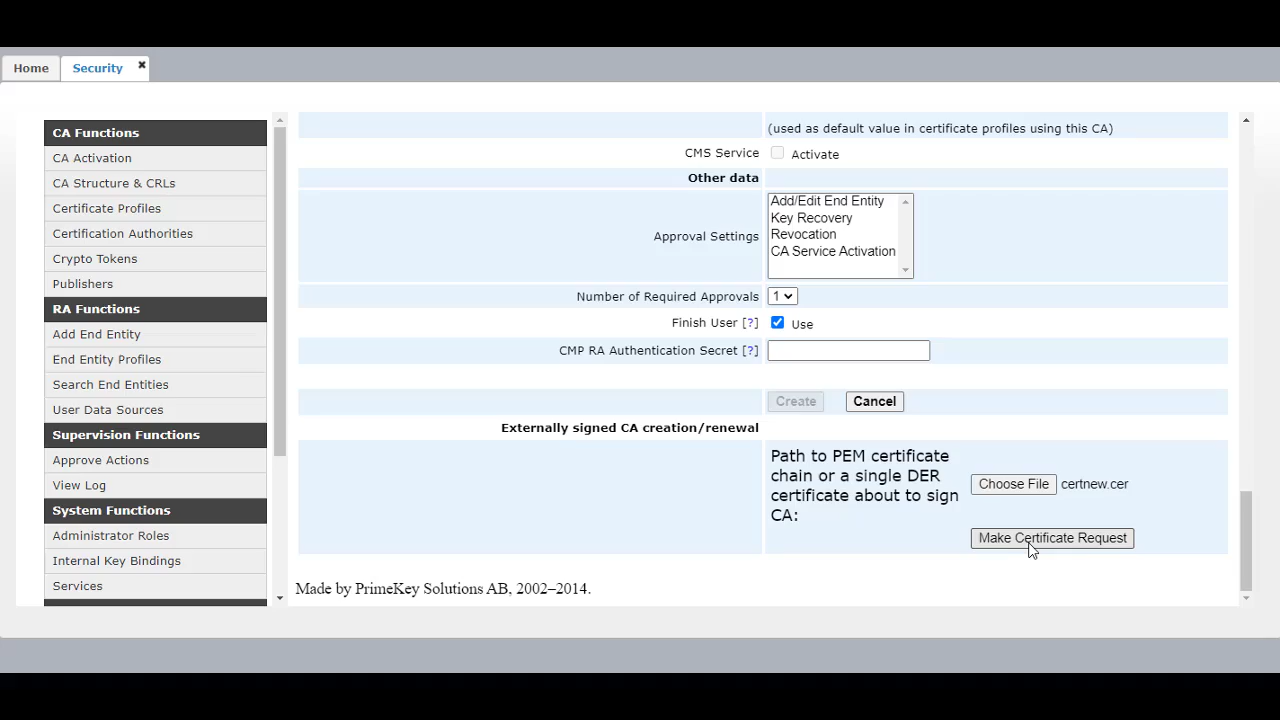 Home
Security
CA Functions
CA Activation
CA Structure & CRLs
Certificate Profiles
Certification Authorities
Crypto Tokens
Publishers
RA Functions
Add End Entity
End Entity Profiles
Search End Entities
User Data Sources
Supervision Functions
Approve Actions
View Log
System Functions
Administrator Roles
Internal Key Bindings
Services
(used as default value in certificate profiles using this CA)
CMS Service Activate
Other data
Approval Settings
Add/Edit End Entity
Key Recovery
Revocation
CA Service Activation
Number of Required Approvals 1
Finish User [?] Use
CMP RA Authentication Secret [?]
Create Cancel
Externally signed CA creation/renewal
Path to PEM certificate
chain or a single DER
certificate about to sign
CA:
Choose File certnew.cer
Make Certificate Request
Made by PrimeKey Solutions AB, 2002–2014.